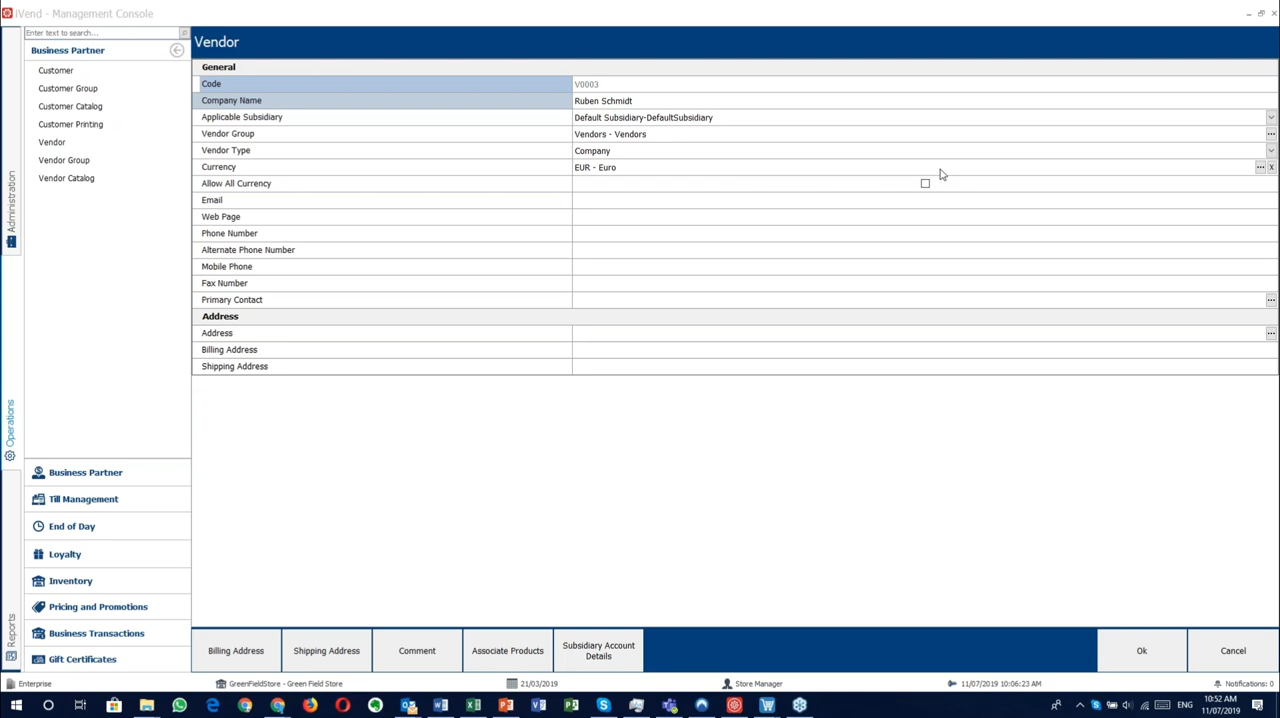 iVend - Management Console
Enter text to search...
Business Partner
Customer
Customer Group
Customer Catalog
Customer Printing
Vendor
Vendor Group
Vendor Catalog
Administration
Operations
Reports
Business Partner
Till Management
End of Day
Loyalty
Inventory
Pricing and Promotions
Business Transactions
Gift Certificates
Vendor
General
Code V0003
Company Name Ruben Schmidt
Applicable Subsidiary Default Subsidiary-DefaultSubsidiary
Vendor Group Vendors - Vendors
Vendor Type Company
Currency EUR - Euro
Allow All Currency
Email
Web Page
Phone Number
Alternate Phone Number
Mobile Phone
Fax Number
Primary Contact
Address
Address
Billing Address
Shipping Address
Billing Address
Shipping Address
Comment
Associate Products
Subsidiary Account
Details
Ok
Cancel
Enterprise
GreenFieldStore - Green Field Store
21/03/2019
Store Manager
11/07/2019 10:06:23 AM
Notifications: 0
ENG
10:52 AM
11/07/2019